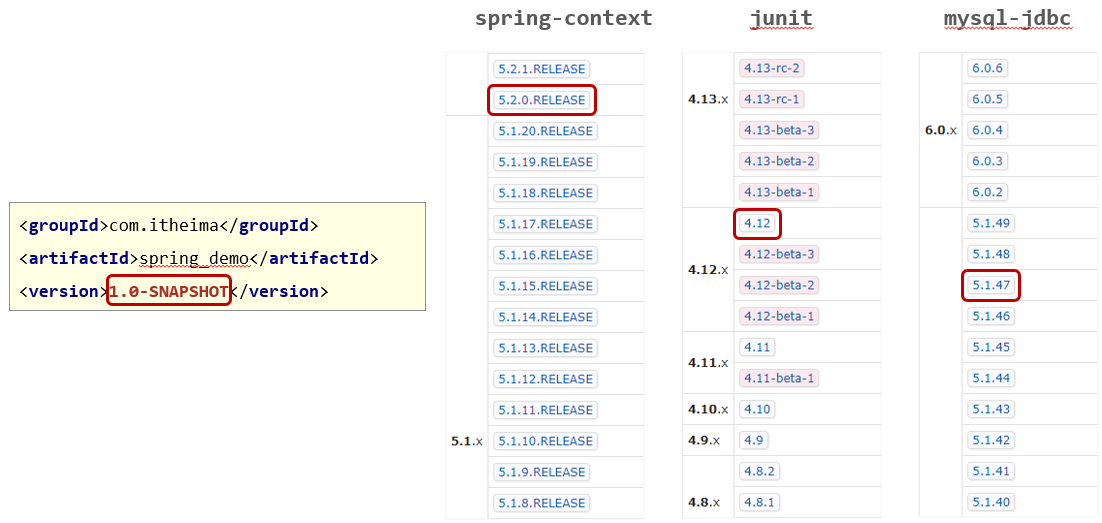 spring-context
5.2.1.RELEASE
5.2.0.RELEASE
5.1.20.RELEASE
5.1.19.RELEASE
5.1.18.RELEASE
5.1.17.RELEASE
5.1.16.RELEASE
5.1.15.RELEASE
5.1.14.RELEASE
5.1.13.RELEASE
5.1.12.RELEASE
5.1.11.RELEASE
5.1.x
5.1.10.RELEASE
5.1.9.RELEASE
5.1.8.RELEASE
junit
4.13-rc-2
4.13.x
4.13-rc-1
4.13-beta-3
4.13-beta-2
4.13-beta-1
4.12
4.12-beta-3
4.12.x
4.12-beta-2
4.12-beta-1
4.11.x
4.11
4.11-beta-1
4.10.x
4.10
4.9.x
4.9
4.8.2
4.8.x
4.8.1
mysql-jdbc
6.0.6
6.0.5
6.0.x
6.0.4
6.0.3
6.0.2
5.1.49
5.1.48
5.1.47
5.1.46
5.1.45
5.1.44
5.1.43
5.1.42
5.1.41
5.1.40
<groupId>com.itheima</groupId>
<artifactId>spring_demo</artifactId>
<version>1.0-SNAPSHOT</version>